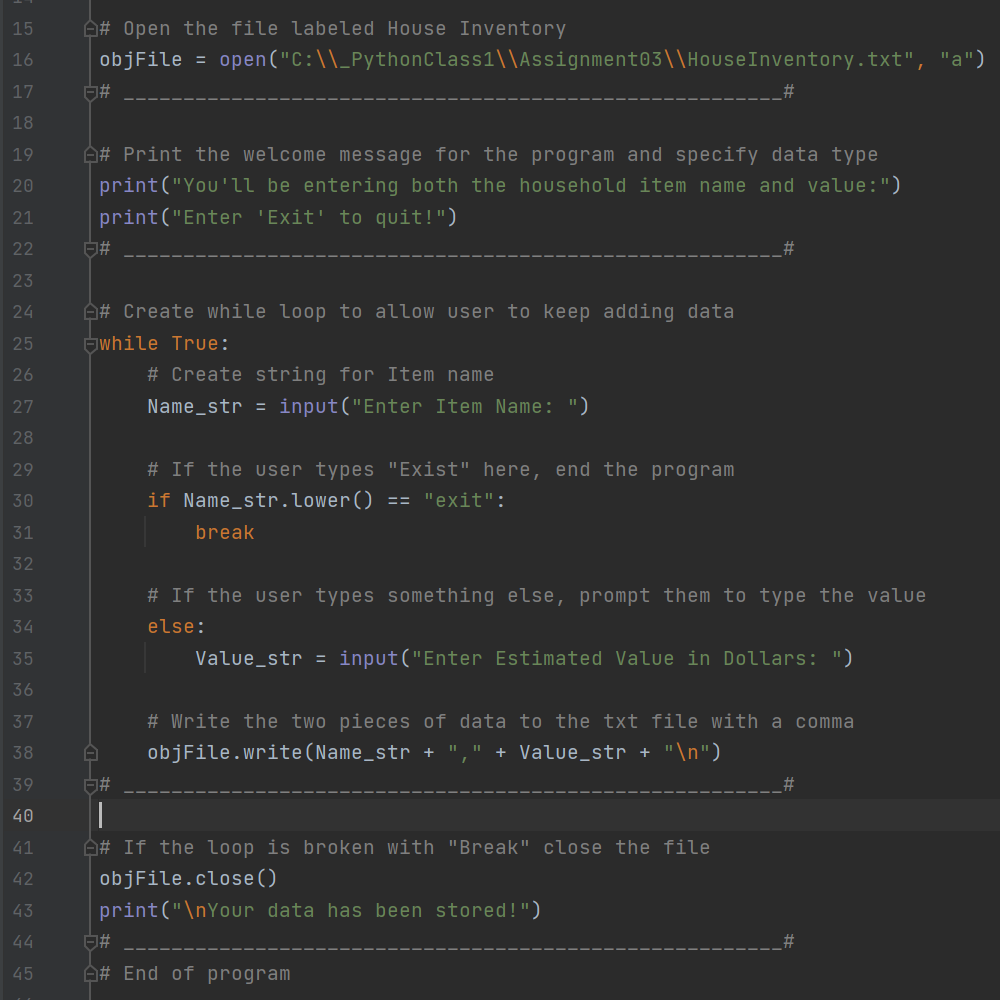 15 # Open the file labeled House Inventory
16 objFile = open("C:\\_PythonClass1\\Assignment03\\HouseInventory.txt", "a")
17 # _______________________________________________________#
18
19 # Print the welcome message for the program and specify data type
20 print("You'll be entering both the household item name and value:")
21 print("Enter 'Exit' to quit!")
22 # _______________________________________________________#
23
24 # Create while loop to allow user to keep adding data
25 while True:
26     # Create string for Item name
27     Name_str = input("Enter Item Name: ")
28
29     # If the user types "Exist" here, end the program
30     if Name_str.lower() == "exit":
31         break
32
33     # If the user types something else, prompt them to type the value
34     else:
35         Value_str = input("Enter Estimated Value in Dollars: ")
36
37     # Write the two pieces of data to the txt file with a comma
38     objFile.write(Name_str + "," + Value_str + "\n")
39 # _______________________________________________________#
40
41 # If the loop is broken with "Break" close the file
42 objFile.close()
43 print("\nYour data has been stored!")
44 # _______________________________________________________#
45 # End of program